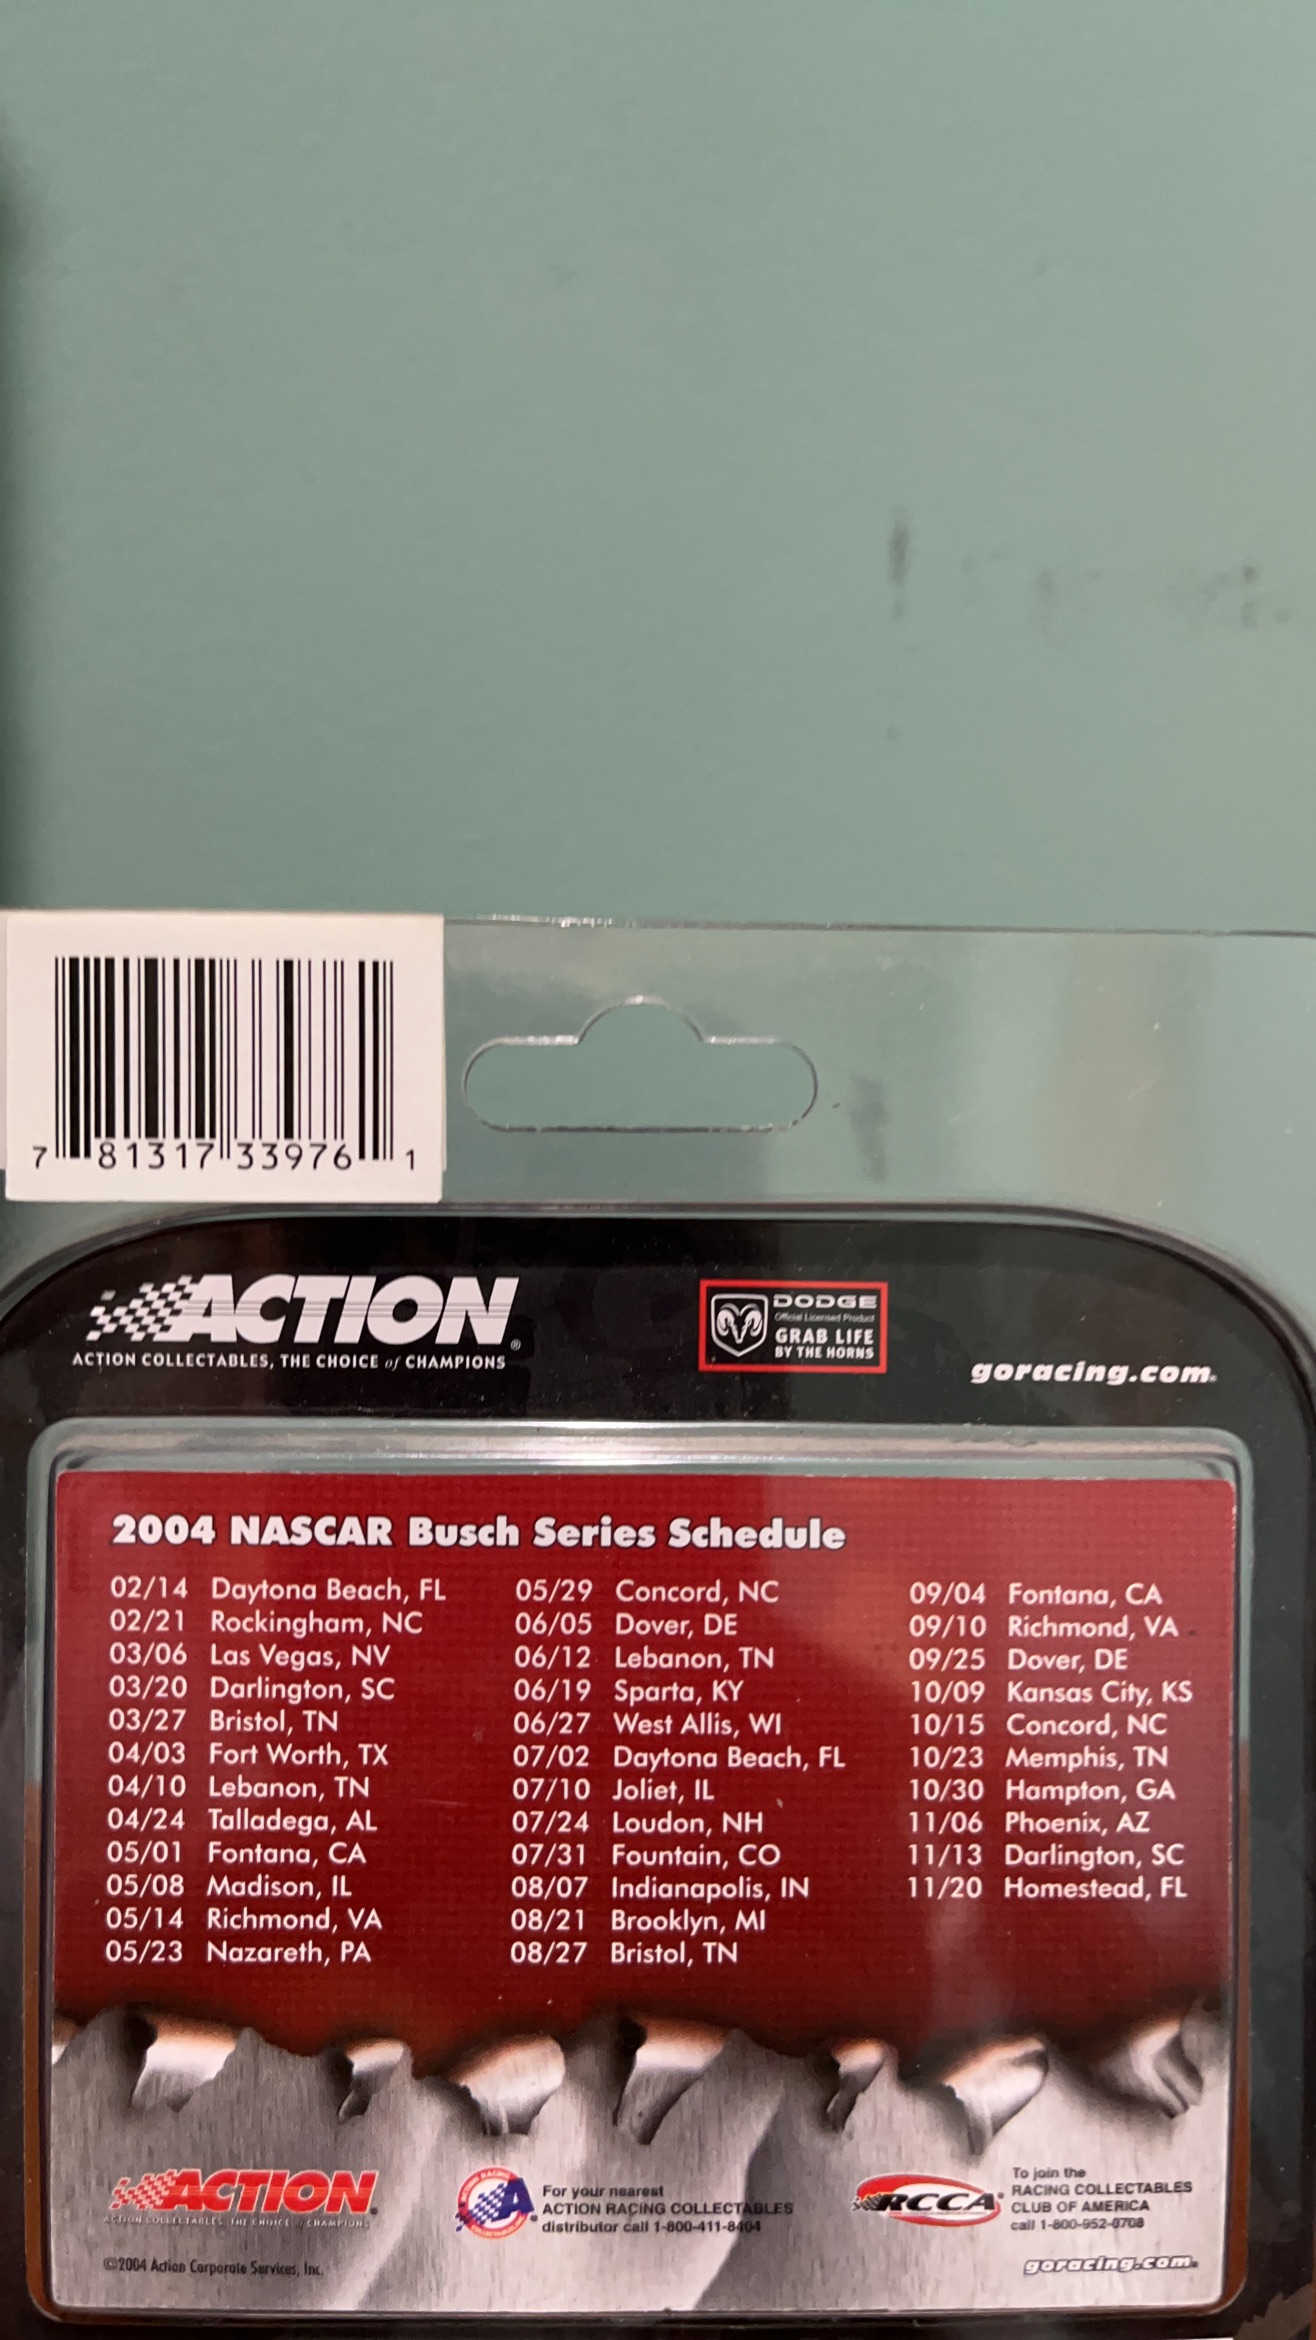 7 81317 33976 1
ACTION®
ACTION COLLECTABLES, THE CHOICE of CHAMPIONS
DODGE
Official Licensed Product
GRAB LIFE
BY THE HORNS
goracing.com
2004 NASCAR Busch Series Schedule
02/14 Daytona Beach, FL
02/21 Rockingham, NC
03/06 Las Vegas, NV
03/20 Darlington, SC
03/27 Bristol, TN
04/03 Fort Worth, TX
04/10 Lebanon, TN
04/24 Talladega, AL
05/01 Fontana, CA
05/08 Madison, IL
05/14 Richmond, VA
05/23 Nazareth, PA
05/29 Concord, NC
06/05 Dover, DE
06/12 Lebanon, TN
06/19 Sparta, KY
06/27 West Allis, WI
07/02 Daytona Beach, FL
07/10 Joliet, IL
07/24 Loudon, NH
07/31 Fountain, CO
08/07 Indianapolis, IN
08/21 Brooklyn, MI
08/27 Bristol, TN
09/04 Fontana, CA
09/10 Richmond, VA
09/25 Dover, DE
10/09 Kansas City, KS
10/15 Concord, NC
10/23 Memphis, TN
10/30 Hampton, GA
11/06 Phoenix, AZ
11/13 Darlington, SC
11/20 Homestead, FL
ACTION®
ACTION COLLECTABLES, THE CHOICE of CHAMPIONS
©2004 Action Corporate Services, Inc.
A
For your nearest
ACTION RACING COLLECTABLES
distributor call 1-800-411-8404
RCCA
To join the
RACING COLLECTABLES
CLUB OF AMERICA
call 1-800-952-0708
goracing.com